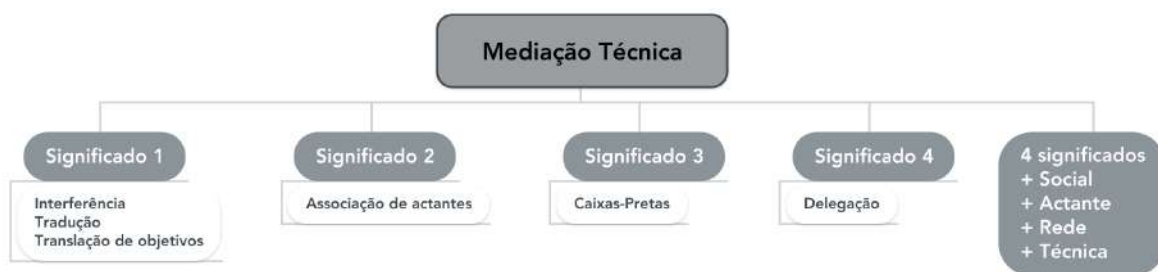 Mediação Técnica
Significado 1
Interferência
Tradução
Translação de objetivos
Significado 2
Associação de actantes
Significado 3
Caixas-Pretas
Significado 4
Delegação
4 significados
+ Social
+ Actante
+ Rede
+ Técnica